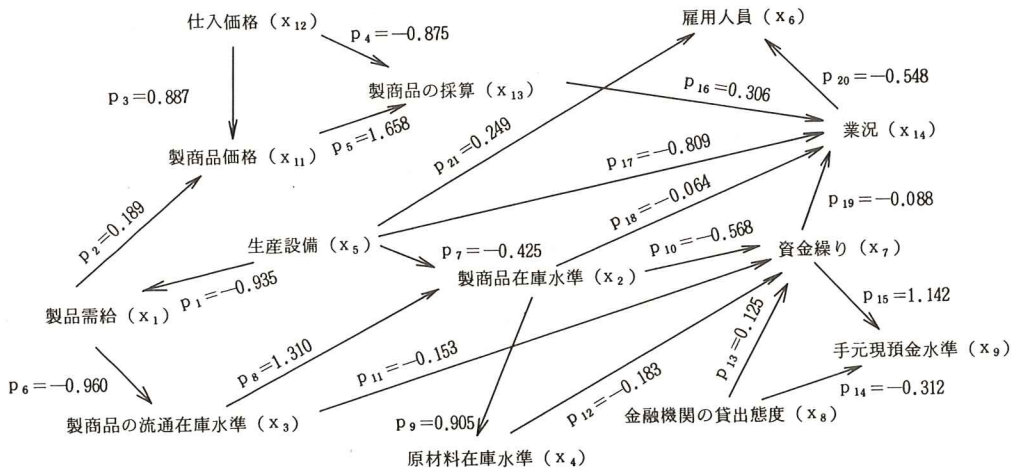 仕入価格（x₁₂）
雇用人員（x₆）
p₄＝−0.875
p₂₀＝−0.548
p₃＝0.887
製商品の採算（x₁₃）
p₁₆＝0.306
p₅＝1.658
業況（x₁₄）
製商品価格（x₁₁）
p₂₁＝0.249
p₁₇＝−0.809
p₁₈＝−0.064
p₁₉＝−0.088
p₂＝0.189
生産設備（x₅）
p₇＝−0.425
p₁₀＝−0.568
資金繰り（x₇）
製商品在庫水準（x₂）
p₁＝−0.935
p₁₅＝1.142
製品需給（x₁）
p₁₃＝0.125
手元現預金水準（x₉）
p₆＝−0.960
p₈＝1.310
p₁₁＝−0.153
p₁₂＝−0.183
p₁₄＝−0.312
製商品の流通在庫水準（x₃）
p₉＝0.905
金融機関の貸出態度（x₈）
原材料在庫水準（x₄）